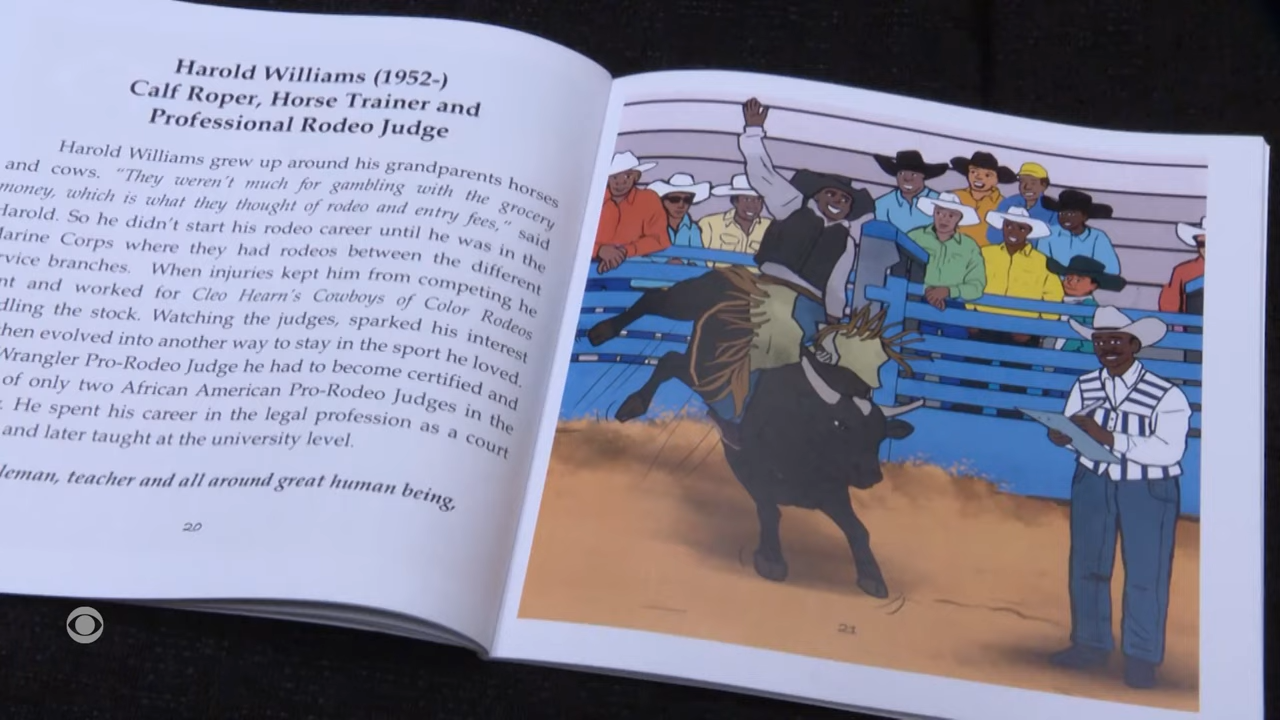 Harold Williams (1952-)
Calf Roper, Horse Trainer and
Professional Rodeo Judge
Harold Williams grew up around his grandparents horses
and cows. "They weren't much for gambling with the grocery
money, which is what they thought of rodeo and entry fees," said
Harold. So he didn't start his rodeo career until he was in the
Marine Corps where they had rodeos between the different
rvice branches. When injuries kept him from competing he
nt and worked for Cleo Hearn's Cowboys of Color Rodeos
dling the stock. Watching the judges, sparked his interest
then evolved into another way to stay in the sport he loved.
Wrangler Pro-Rodeo Judge he had to become certified and
of only two African American Pro-Rodeo Judges in the
. He spent his career in the legal profession as a court
and later taught at the university level.
leman, teacher and all around great human being,
20
21